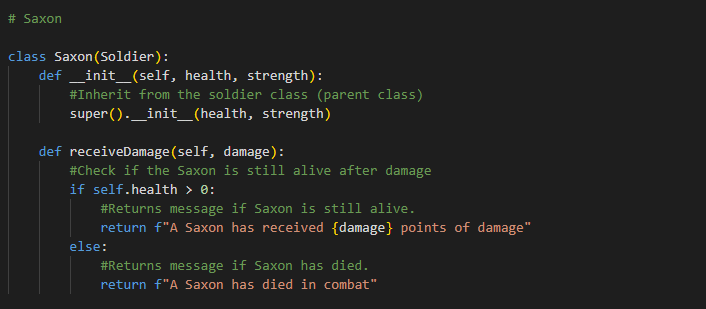 # Saxon
class Saxon(Soldier):
def __init__(self, health, strength):
#Inherit from the soldier class (parent class)
super().__init__(health, strength)
def receiveDamage(self, damage):
#Check if the Saxon is still alive after damage
if self.health > 0:
#Returns message if Saxon is still alive.
return f"A Saxon has received {damage} points of damage"
else:
#Returns message if Saxon has died.
return f"A Saxon has died in combat"